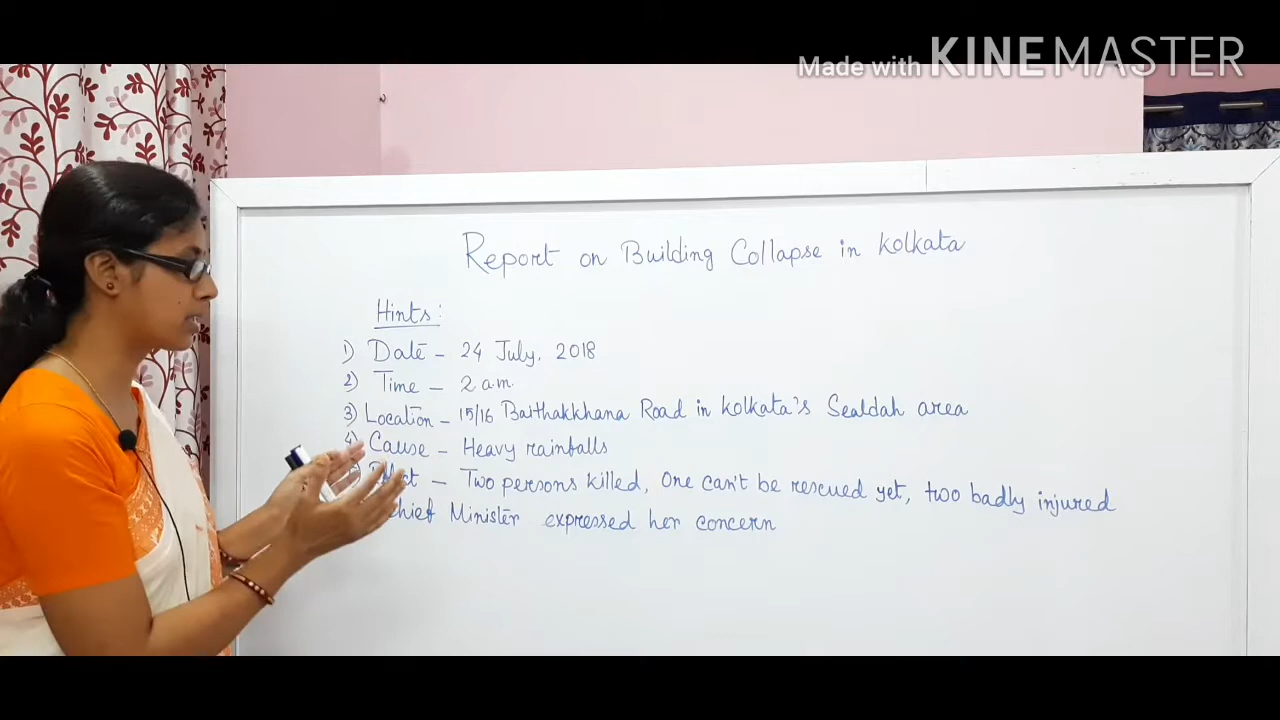 Made with KINEMASTER
Report on Building Collapse in Kolkata
Hints:
1) Date - 24 July, 2018
2) Time - 2 a.m.
3) Location - 15/16 Baithakkhana Road in Kolkata's Sealdah area
4) Cause - Heavy rainfalls
- Two persons killed, One can't be rescued yet, two badly injured
Chief Minister expressed her concern